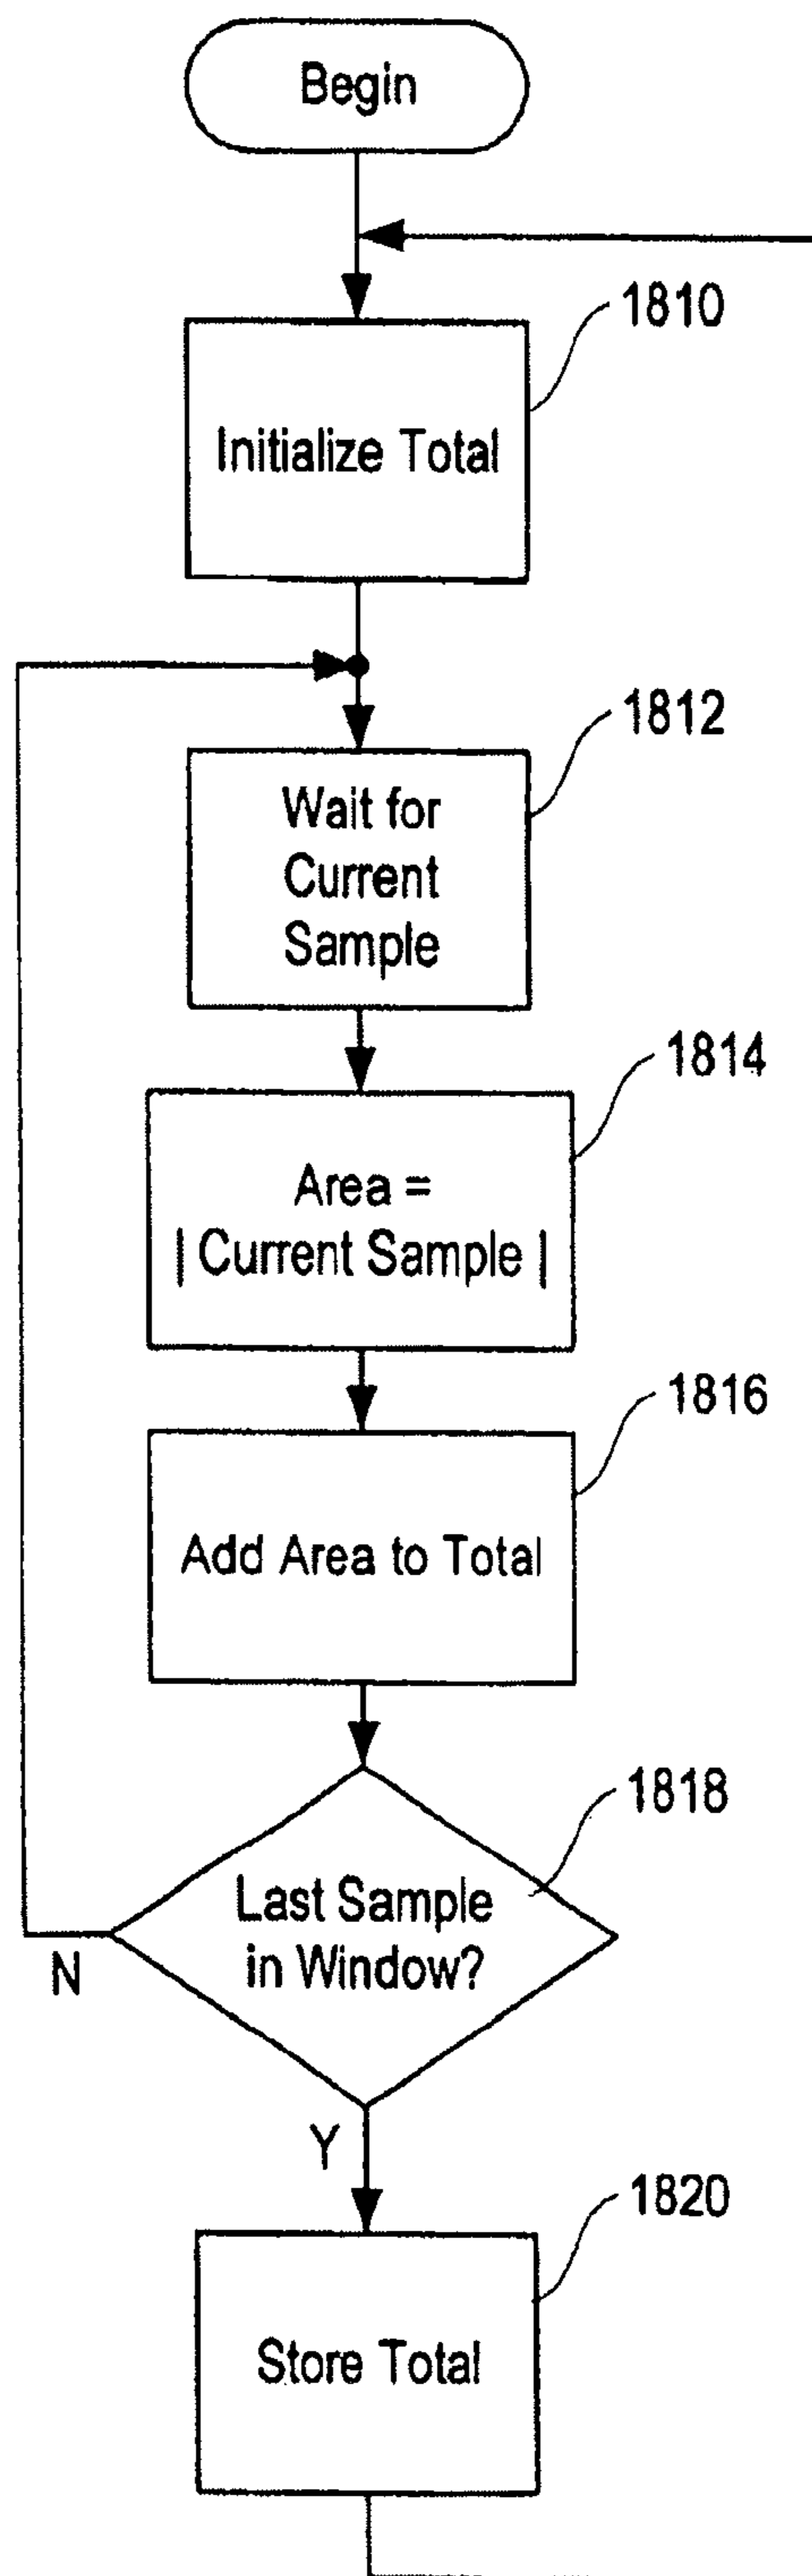 Begin
1810
Initialize Total
1812
Wait for
Current
Sample
1814
Area =
| Current Sample |
1816
Add Area to Total
1818
Last Sample
in Window?
N
Y
1820
Store Total